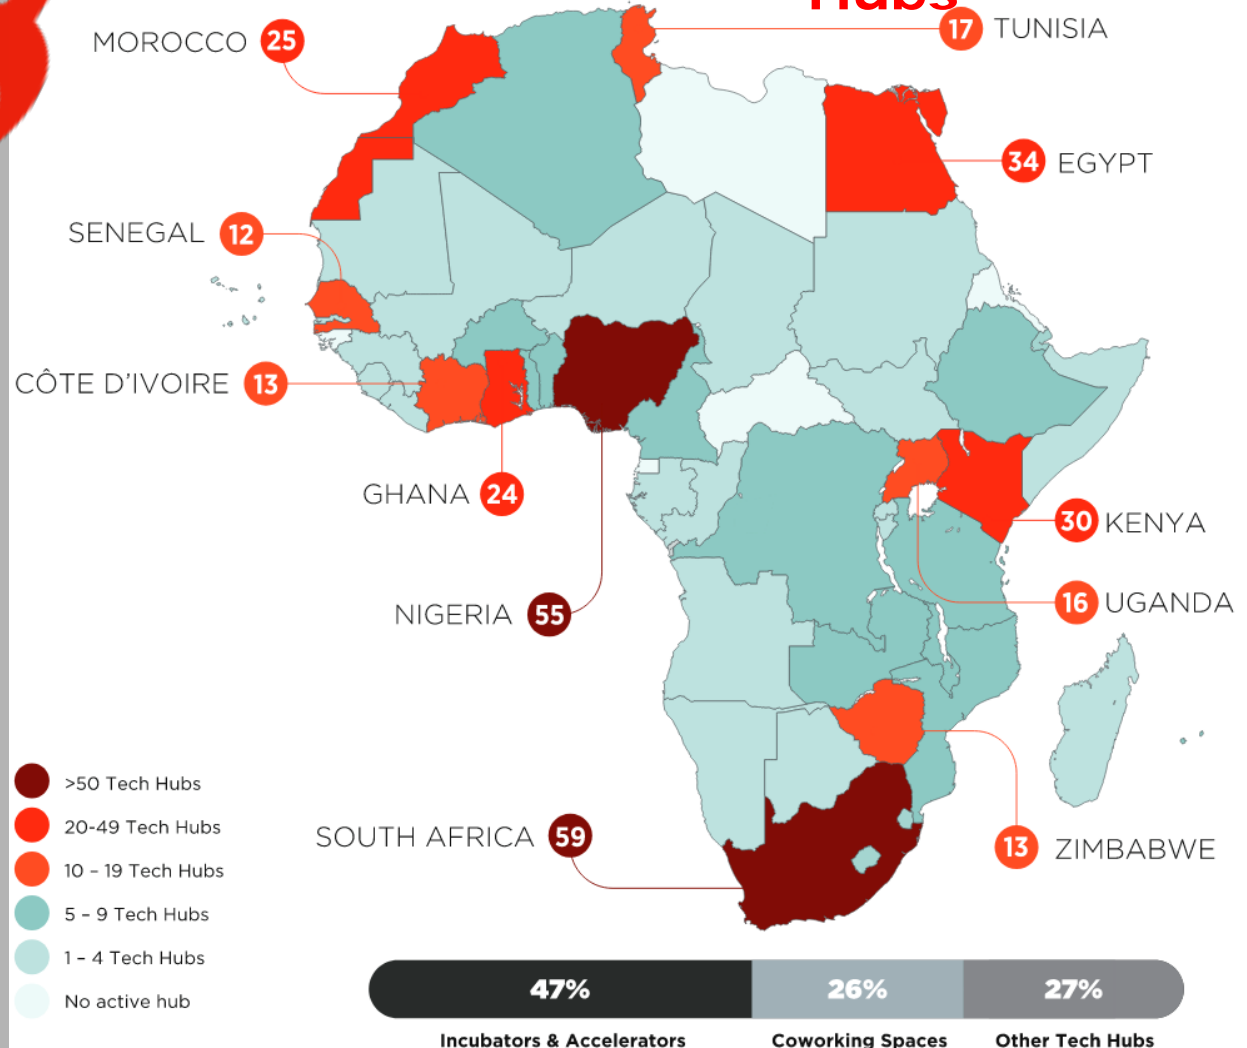 Hubs
MOROCCO 25
17 TUNISIA
34 EGYPT
SENEGAL 12
CÔTE D’IVOIRE 13
GHANA 24
30 KENYA
NIGERIA 55
16 UGANDA
SOUTH AFRICA 59
13 ZIMBABWE
>50 Tech Hubs
20-49 Tech Hubs
10 – 19 Tech Hubs
5 – 9 Tech Hubs
1 – 4 Tech Hubs
No active hub
47% 26% 27%
Incubators & Accelerators Coworking Spaces Other Tech Hubs